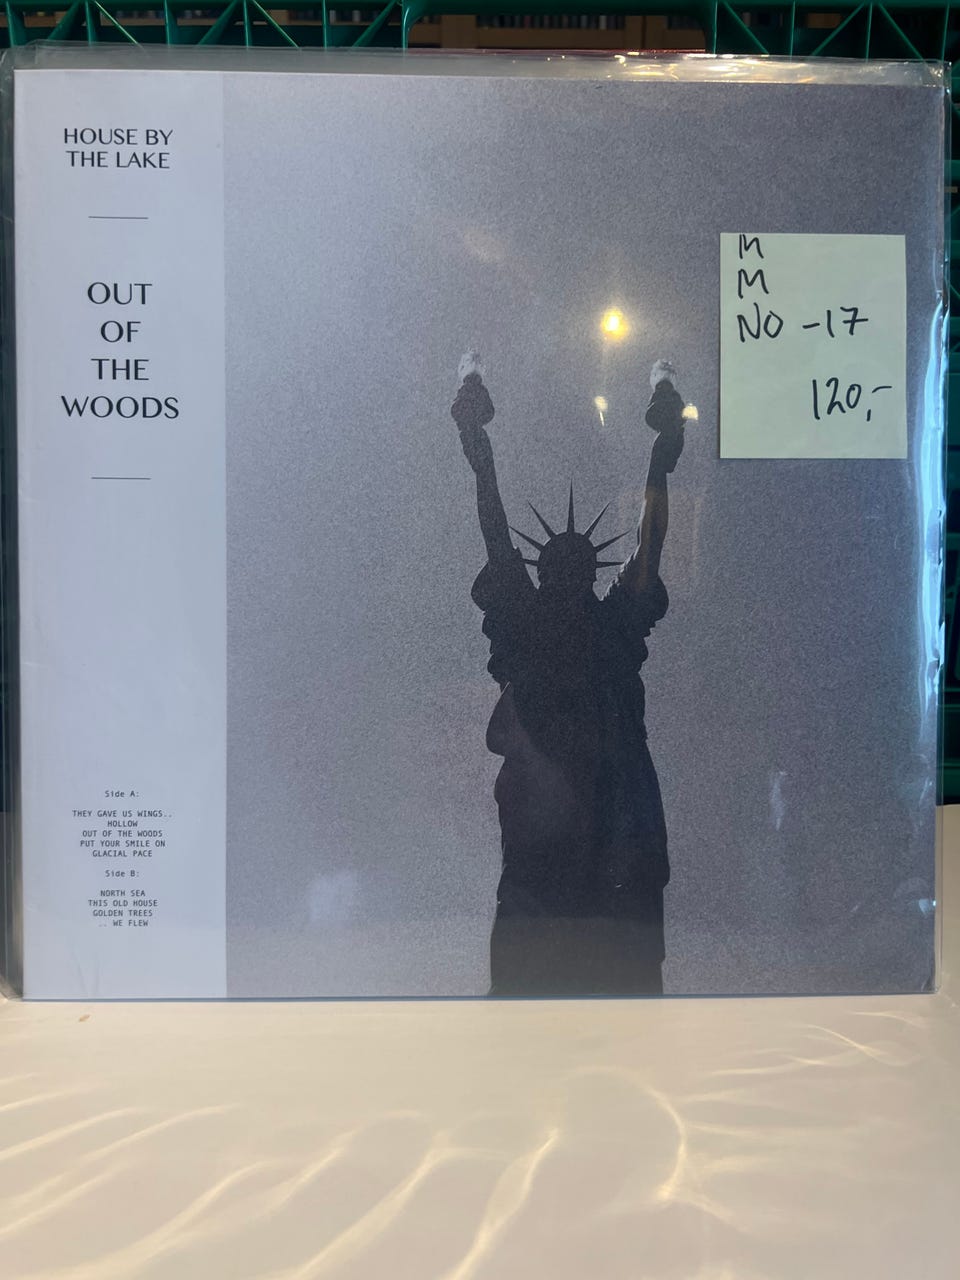 HOUSE BY
THE LAKE
OUT
OF
THE
WOODS
Side A:
THEY GAVE US WINGS..
HOLLOW
OUT OF THE WOODS
PUT YOUR SMILE ON
GLACIAL PACE
Side B:
NORTH SEA
THIS OLD HOUSE
GOLDEN TREES
.. WE FLEW
M
M
NO -17
120,-